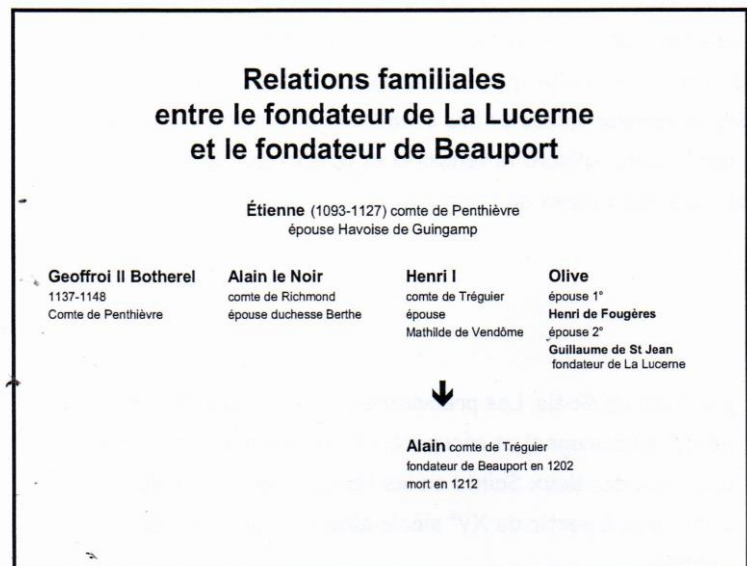 Relations familiales
entre le fondateur de La Lucerne
et le fondateur de Beauport
Étienne (1093-1127) comte de Penthièvre
épouse Havoise de Guingamp
Geoffroi II Botherel
1137-1148
Comte de Penthièvre
Alain le Noir
comte de Richmond
épouse duchesse Berthe
Henri I
comte de Tréguier
épouse
Mathilde de Vendôme
Olive
épouse 1°
Henri de Fougères
épouse 2°
Guillaume de St Jean
fondateur de La Lucerne
Alain comte de Tréguier
fondateur de Beauport en 1202
mort en 1212